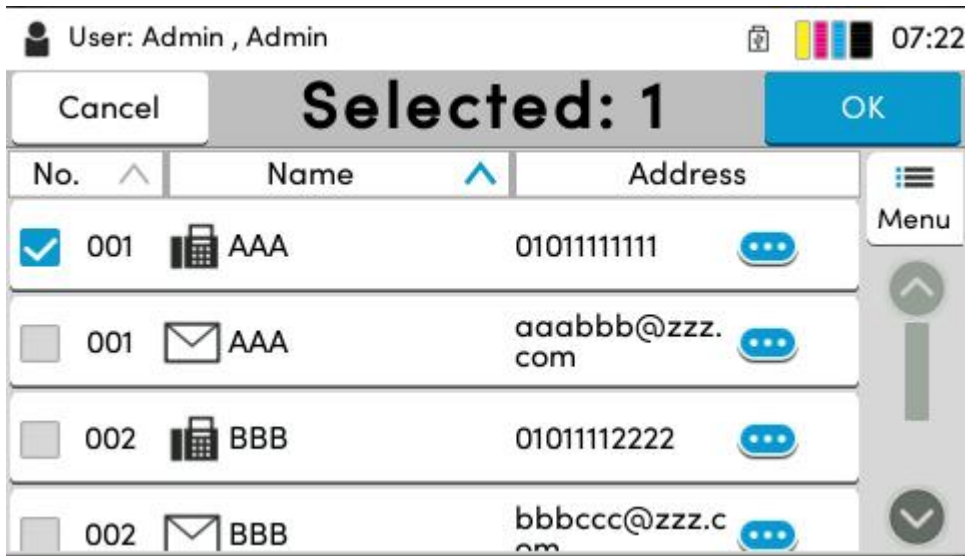 User: Admin , Admin 07:22
Cancel Selected: 1 OK
No. Name Address
Menu
001 AAA 01011111111
001 AAA aaabbb@zzz.
com
002 BBB 01011112222
002 BBB bbbccc@zzz.c
om